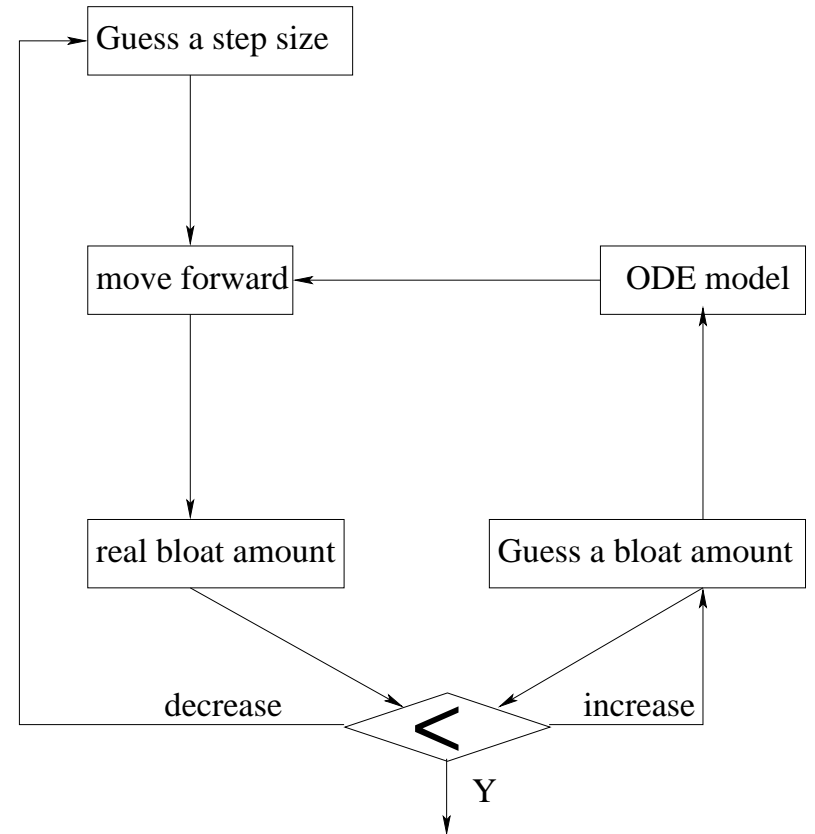 Guess a step size
move forward
ODE model
real bloat amount
Guess a bloat amount
decrease
<
increase
Y